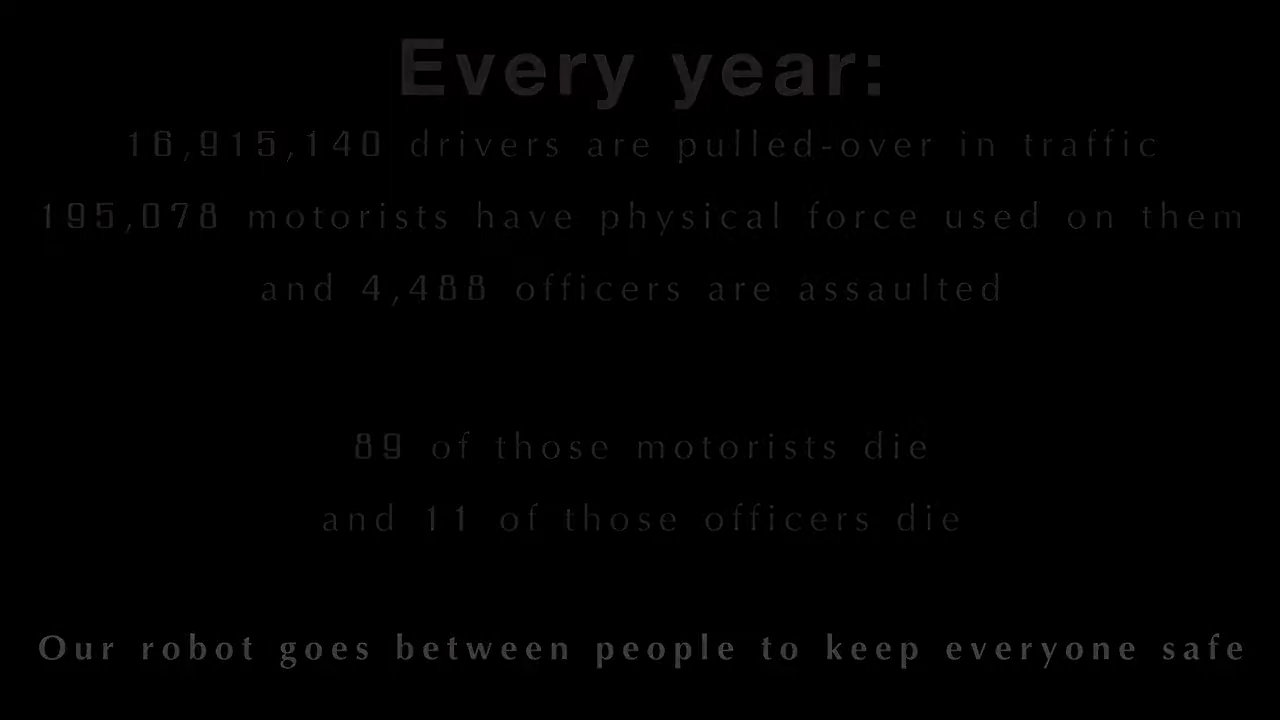 Every year:
16,915,140 drivers are pulled-over in traffic
195,078 motorists have physical force used on them
and 4,488 officers are assaulted
89 of those motorists die
and 11 of those officers die
Our robot goes between people to keep everyone safe